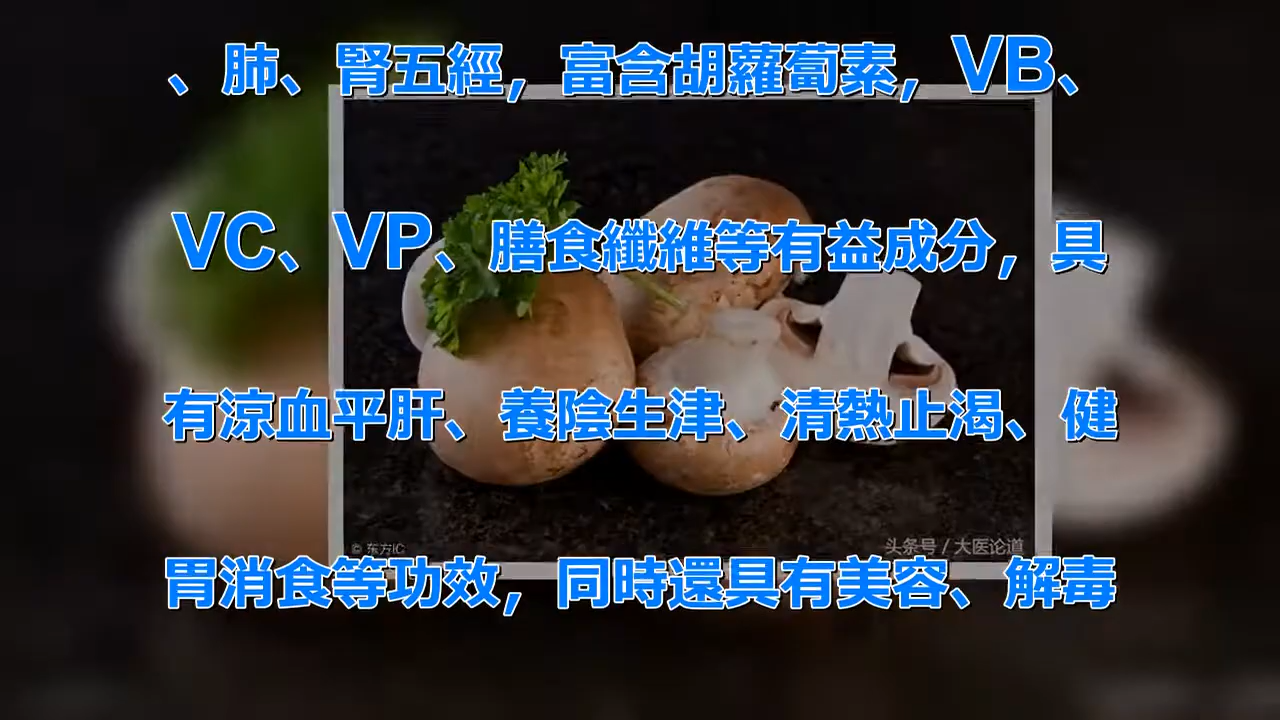 、肺、腎五經，富含胡蘿蔔素，VB、
VC、VP、膳食纖維等有益成分，具
有涼血平肝、養陰生津、清熱止渴、健
© 东方IC
头条号 / 大医论道
胃消食等功效，同時還具有美容、解毒